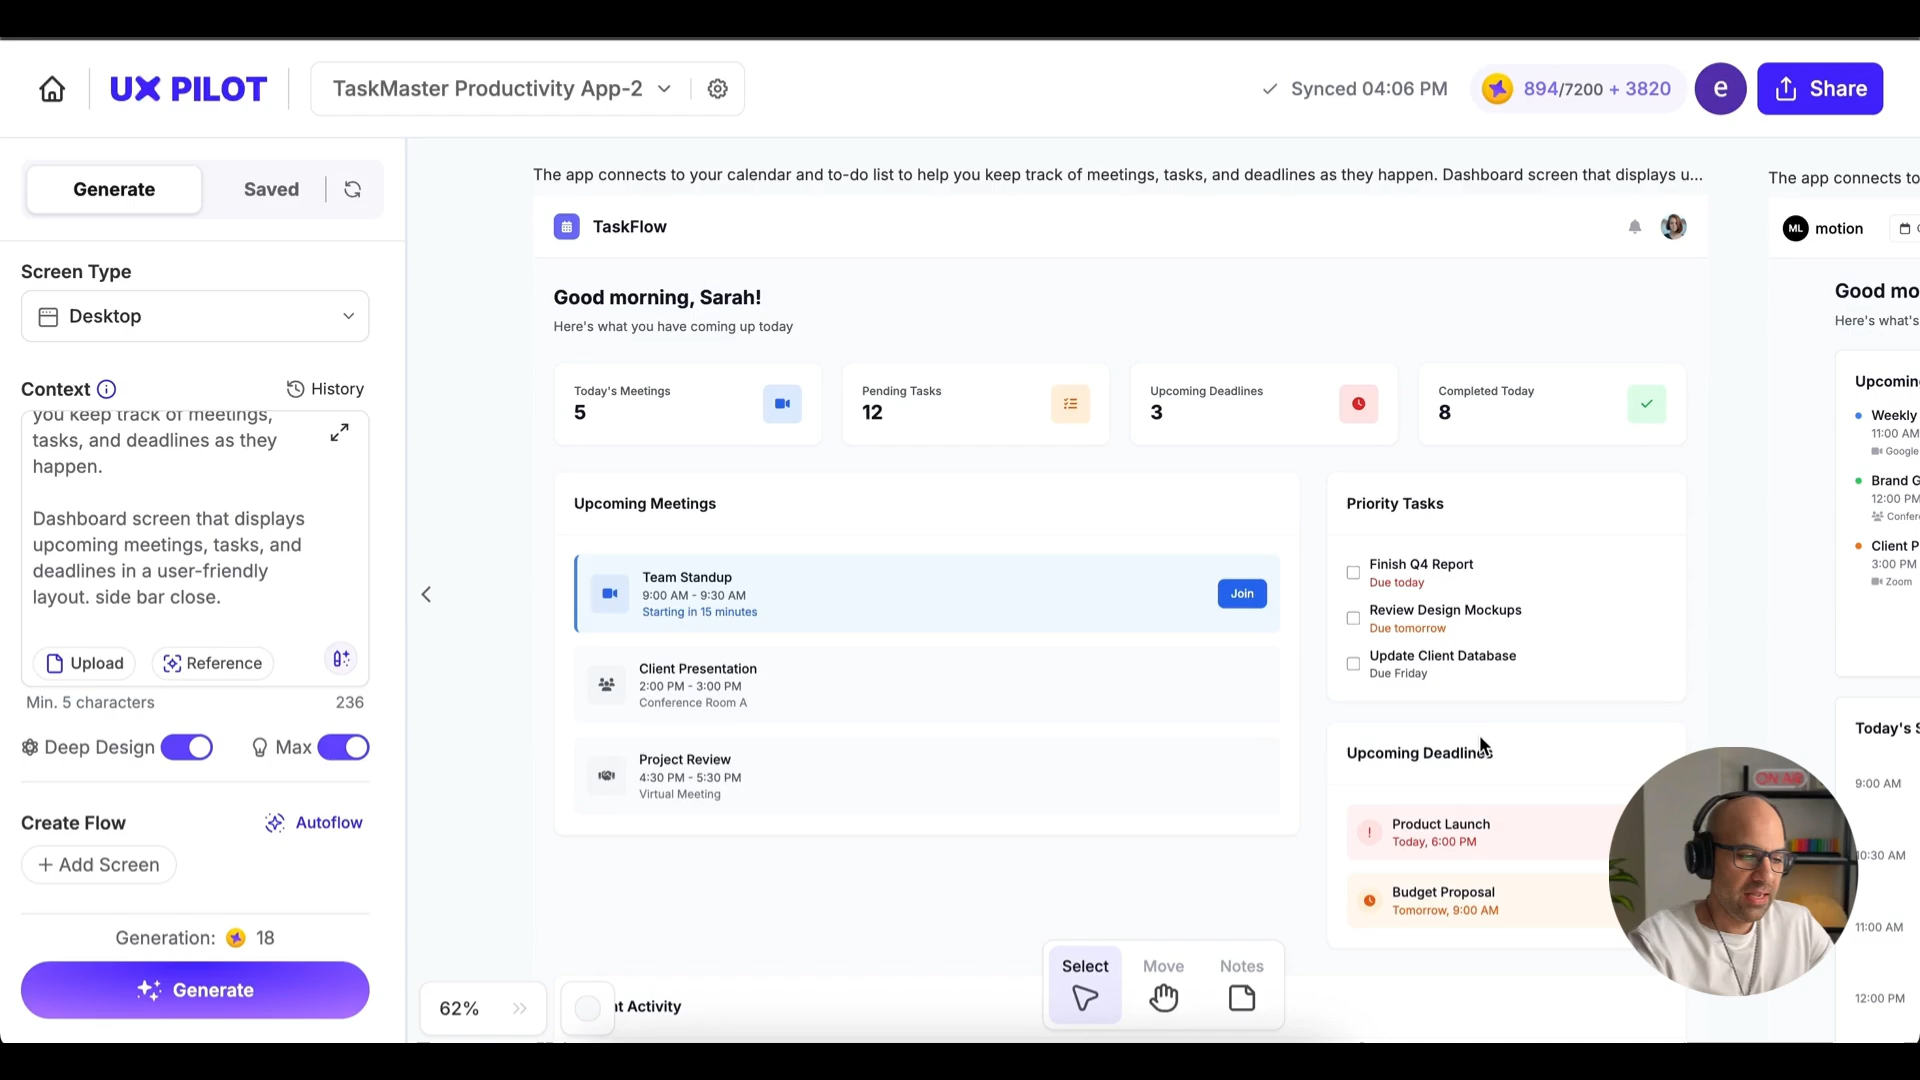 UX PILOT
TaskMaster Productivity App-2
Synced 04:06 PM
894/7200 + 3820
e
Share
Generate
Saved
Screen Type
Desktop
Context
History
you keep track of meetings,
tasks, and deadlines as they
happen.
Dashboard screen that displays
upcoming meetings, tasks, and
deadlines in a user-friendly
layout. side bar close.
Upload
Reference
Min. 5 characters
236
Deep Design
Max
Create Flow
Autoflow
+ Add Screen
Generation:
18
Generate
The app connects to your calendar and to-do list to help you keep track of meetings, tasks, and deadlines as they happen. Dashboard screen that displays u...
TaskFlow
Good morning, Sarah!
Here's what you have coming up today
Today's Meetings
5
Pending Tasks
12
Upcoming Deadlines
3
Completed Today
8
Upcoming Meetings
Team Standup
9:00 AM - 9:30 AM
Starting in 15 minutes
Join
Client Presentation
2:00 PM - 3:00 PM
Conference Room A
Project Review
4:30 PM - 5:30 PM
Virtual Meeting
Priority Tasks
Finish Q4 Report
Due today
Review Design Mockups
Due tomorrow
Update Client Database
Due Friday
Upcoming Deadlines
Product Launch
Today, 6:00 PM
Budget Proposal
Tomorrow, 9:00 AM
62%
nt Activity
Select
Move
Notes
The app connects to
ML
motion
Good mo
Here's what's
Upcomin
Weekly
11:00 AM
Google
Brand G
12:00 PM
Confer
Client P
3:00 PM
Zoom
Today's S
9:00 AM
10:30 AM
11:00 AM
12:00 PM
ON AIR